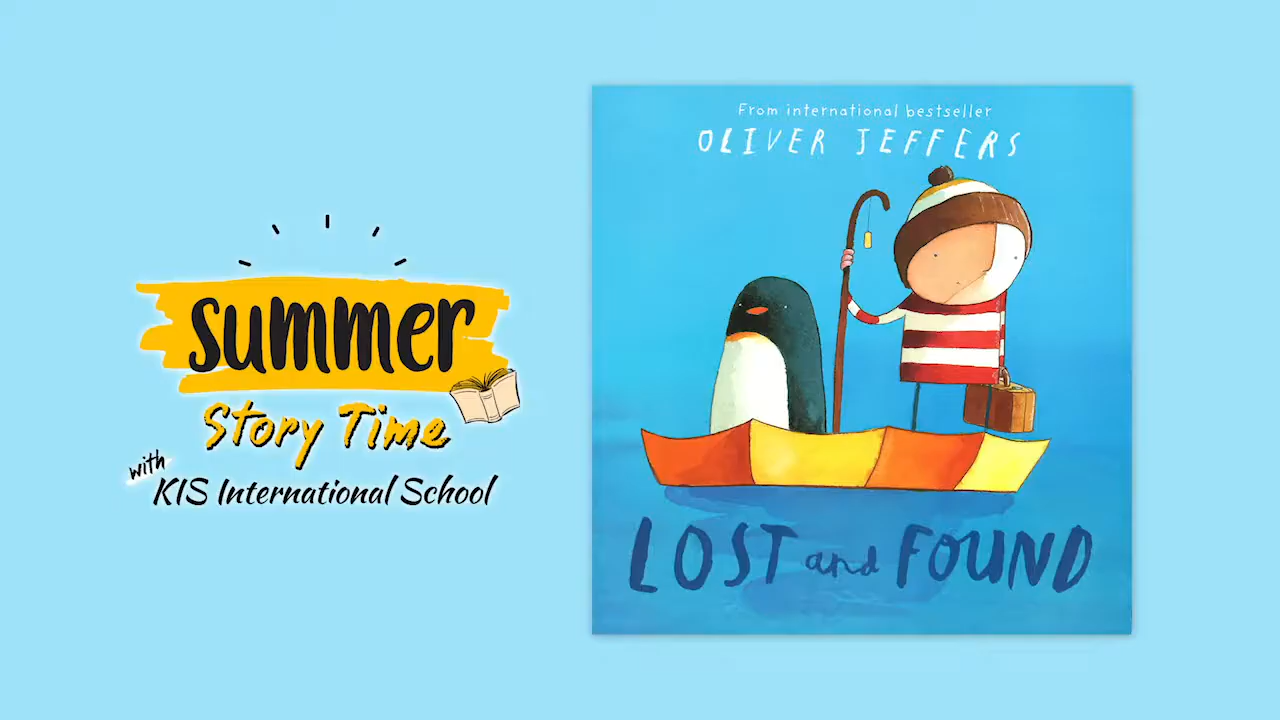 summer
Story Time
with
KIS International School
From international bestseller
OLIVER JEFFERS
LOST and FOUND